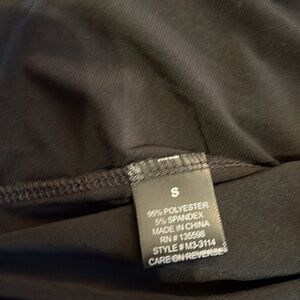 S
95% POLYESTER
5% SPANDEX
MADE IN CHINA
RN # 135598
STYLE # M3-3114
CARE ON REVERSE